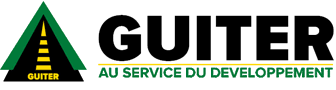 GUITER
GUITER
AU SERVICE DU DEVELOPPEMENT